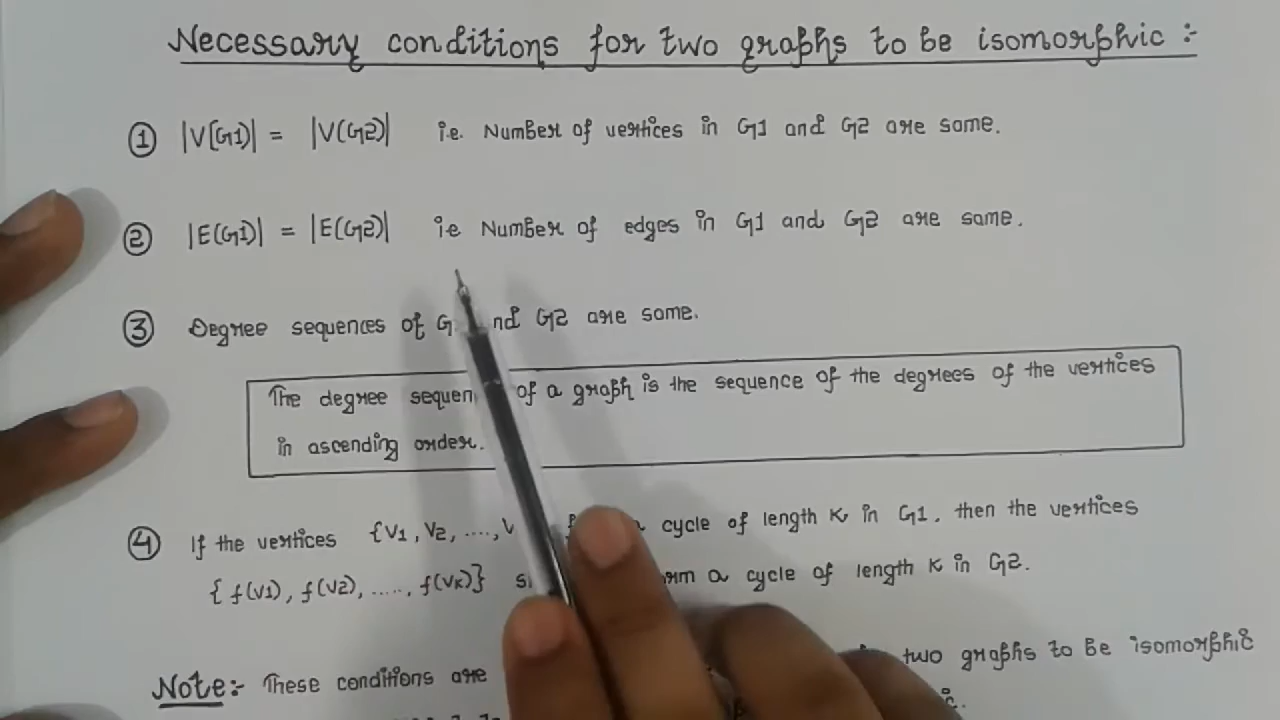 Necessary conditions for two graphs to be isomorphic :-
① |V(G1)| = |V(G2)| i.e. Number of vertices in G1 and G2 are same.
② |E(G1)| = |E(G2)| i.e Number of edges in G1 and G2 are same.
③ Degree sequences of G nd G2 are same.
The degree sequen of a graph is the sequence of the degrees of the vertices
in ascending order.
④ If the vertices {V1, V2, ...., V cycle of length K in G1, then the vertices
{ f(V1), f(V2), ....., f(VK)} s rm a cycle of length K in G2.
Note:- These conditions are two graphs to be isomorphic